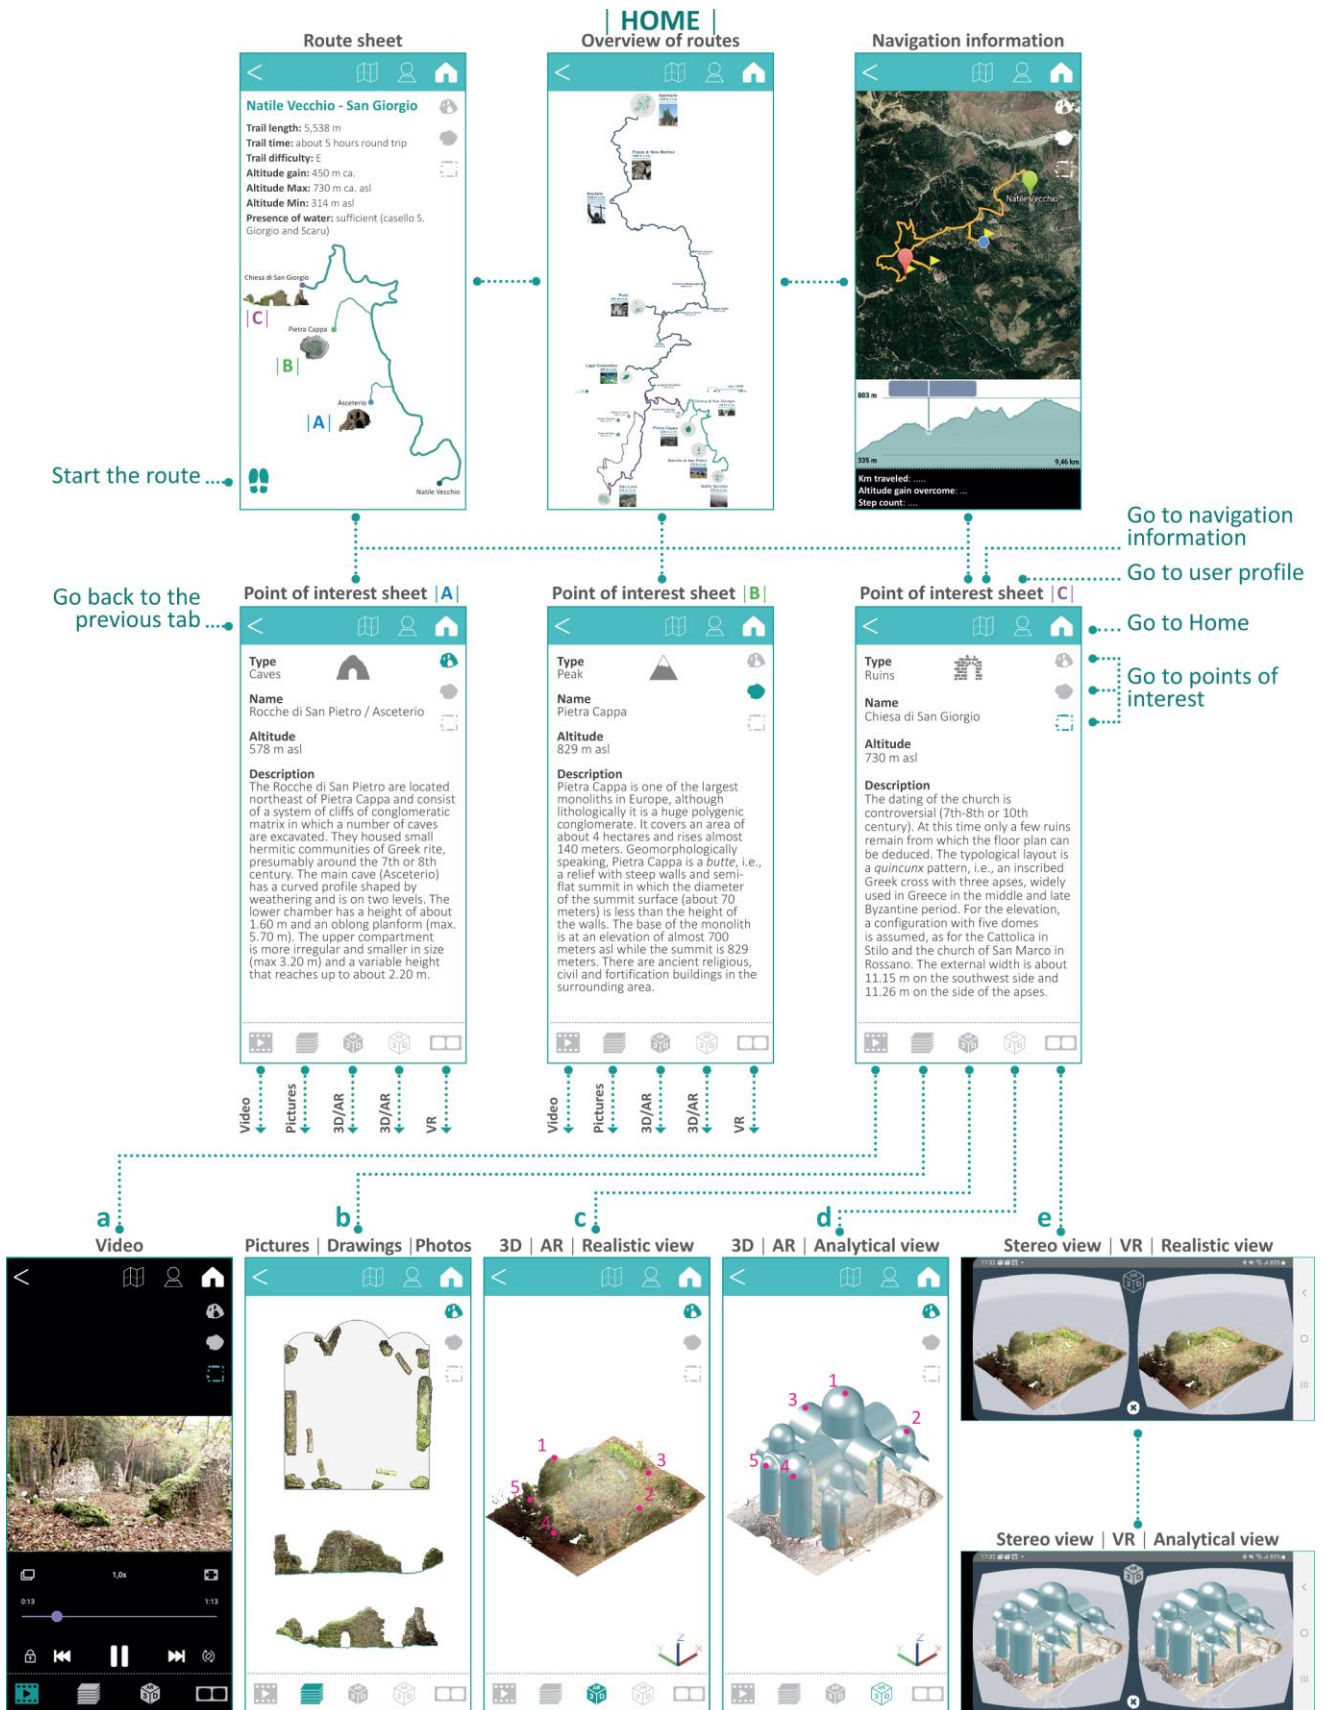 | HOME |
Route sheet
Overview of routes
Navigation information
Natile Vecchio - San Giorgio
Trail length: 5,538 m
Trail time: about 5 hours round trip
Trail difficulty: E
Altitude gain: 450 m ca.
Altitude Max: 730 m ca. asl
Altitude Min: 314 m asl
Presence of water: sufficient (casello S.
Giorgio and Scaru)
Chiesa di San Giorgio
|C|
Pietra Cappa
|B|
Asceterio
|A|
Natile Vecchio
Start the route
Natile Vecchio
803 m
335 m
9,46 km
Km traveled: .....
Altitude gain overcome: ...
Step count: ....
Go to navigation
information
Go to user profile
Go to Home
Go to points of
interest
Go back to the
previous tab
Point of interest sheet |A|
Type
Caves
Name
Rocche di San Pietro / Asceterio
Altitude
578 m asl
Description
The Rocche di San Pietro are located
northeast of Pietra Cappa and consist
of a system of cliffs of conglomeratic
matrix in which a number of caves
are excavated. They housed small
hermitic communities of Greek rite,
presumably around the 7th or 8th
century. The main cave (Asceterio)
has a curved profile shaped by
weathering and is on two levels. The
lower chamber has a height of about
1.60 m and an oblong planform (max.
5.70 m). The upper compartment
is more irregular and smaller in size
(max 3.20 m) and a variable height
that reaches up to about 2.20 m.
Point of interest sheet |B|
Type
Peak
Name
Pietra Cappa
Altitude
829 m asl
Description
Pietra Cappa is one of the largest
monoliths in Europe, although
lithologically it is a huge polygenic
conglomerate. It covers an area of
about 4 hectares and rises almost
140 meters. Geomorphologically
speaking, Pietra Cappa is a butte, i.e.,
a relief with steep walls and semi-
flat summit in which the diameter
of the summit surface (about 70
meters) is less than the height of
the walls. The base of the monolith
is at an elevation of almost 700
meters asl while the summit is 829
meters. There are ancient religious,
civil and fortification buildings in the
surrounding area.
Point of interest sheet |C|
Type
Ruins
Name
Chiesa di San Giorgio
Altitude
730 m asl
Description
The dating of the church is
controversial (7th-8th or 10th
century). At this time only a few ruins
remain from which the floor plan can
be deduced. The typological layout is
a quincunx pattern, i.e., an inscribed
Greek cross with three apses, widely
used in Greece in the middle and late
Byzantine period. For the elevation,
a configuration with five domes
is assumed, as for the Cattolica in
Stilo and the church of San Marco in
Rossano. The external width is about
11.15 m on the southwest side and
11.26 m on the side of the apses.
Video
Pictures
3D/AR
3D/AR
VR
Video
Pictures
3D/AR
3D/AR
VR
a
Video
1,0x
0:13
1:13
b
Pictures | Drawings |Photos
c
3D | AR | Realistic view
1
3
5
2
4
Z
Y
X
d
3D | AR | Analytical view
1
3
2
5
4
Z
Y
X
e
Stereo view | VR | Realistic view
Stereo view | VR | Analytical view